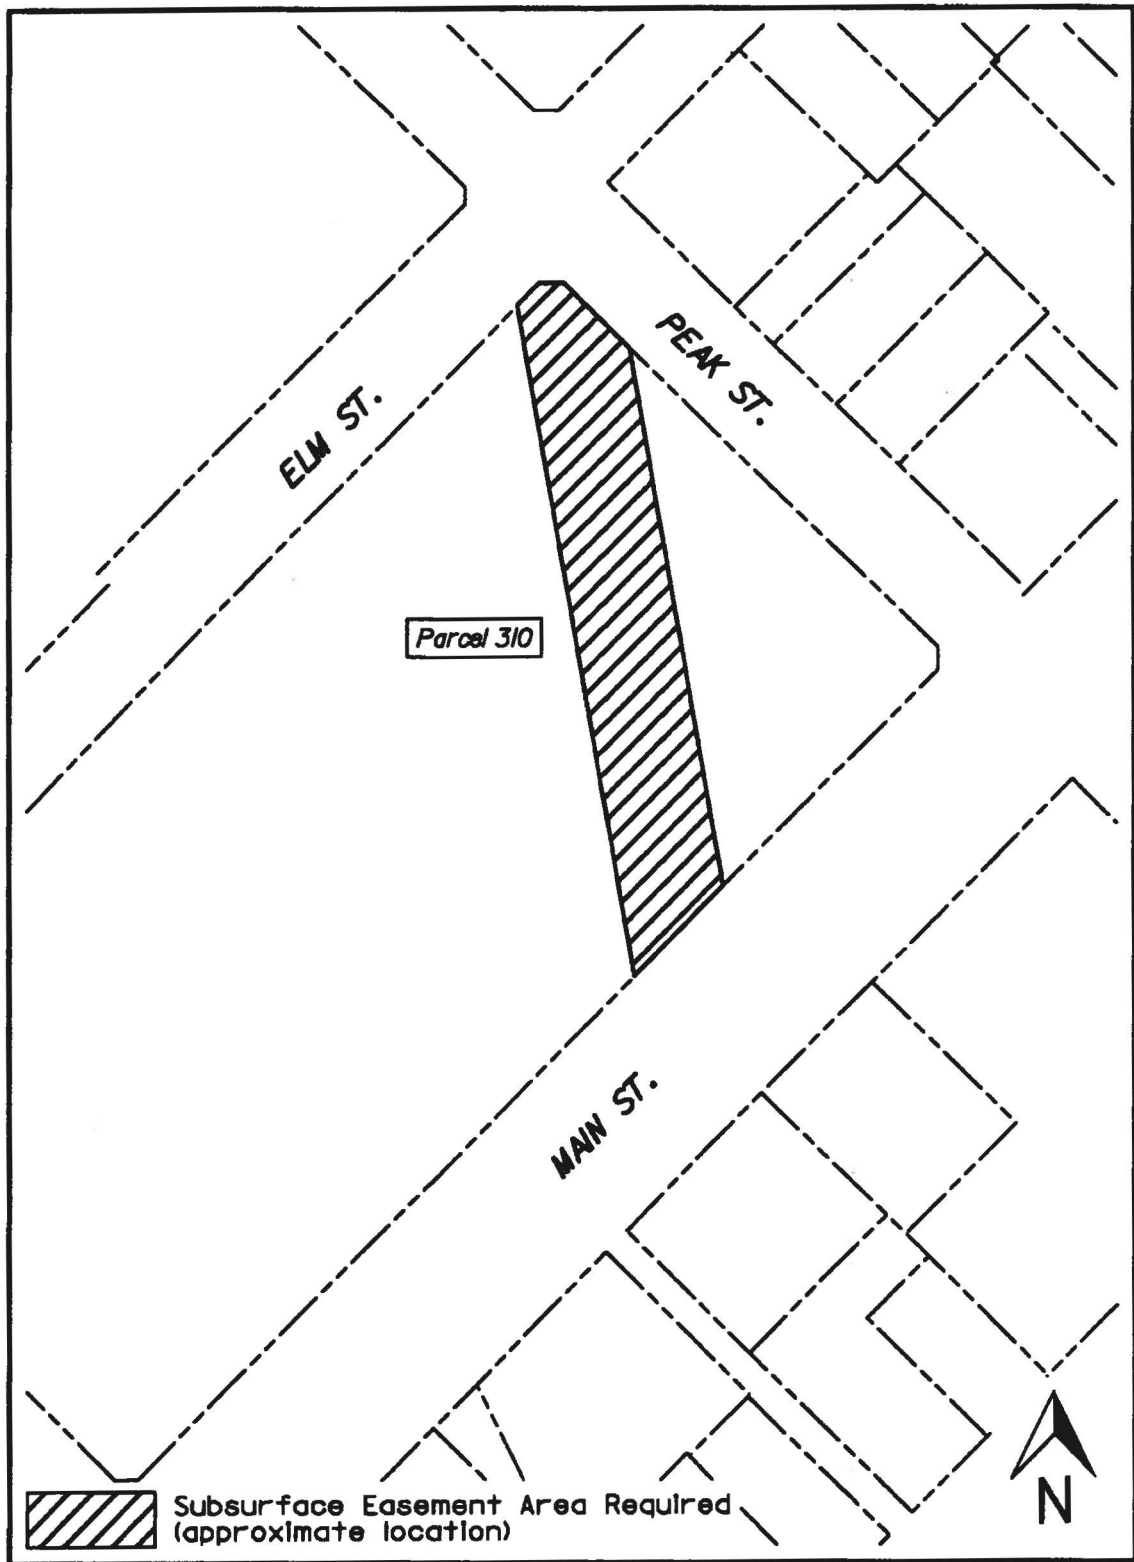 PEAK ST.
ELM ST.
Parcel 310
MAIN ST.
Subsurface Easement Area Required
(approximate location)
N